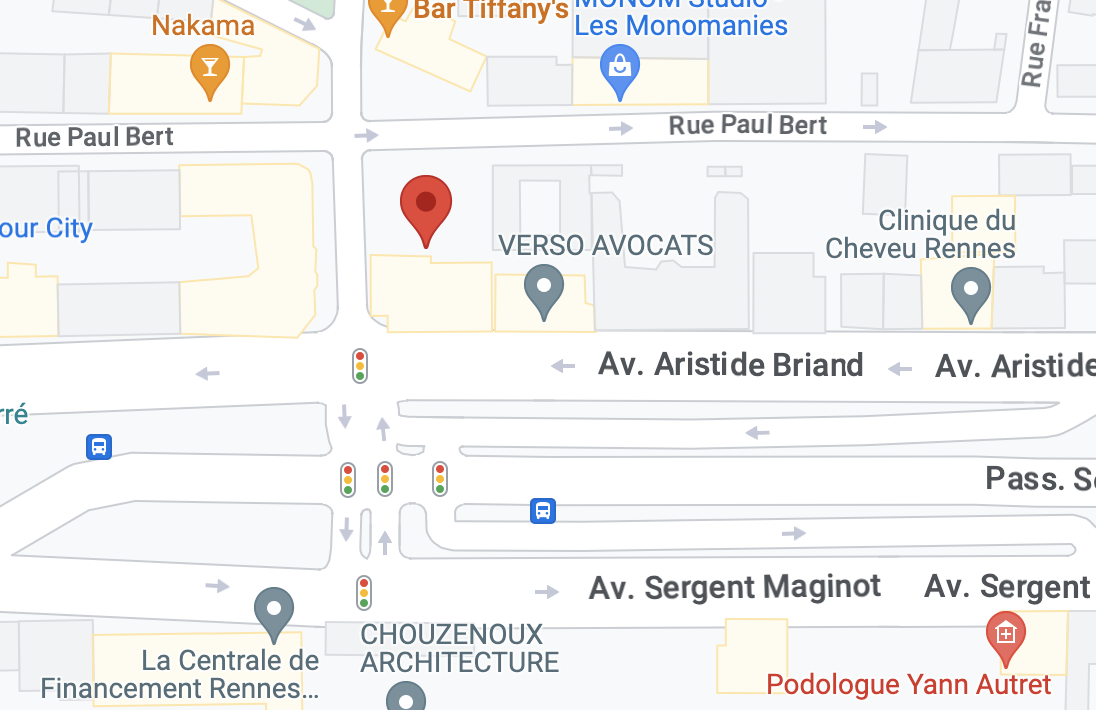 Nakama
Bar Tiffany's
MONOM Studio
Les Monomanies
Rue Fra
Rue Paul Bert
Rue Paul Bert
our City
VERSO AVOCATS
Clinique du
Cheveu Rennes
Av. Aristide Briand
Av. Aristide
rré
Pass. S
Av. Sergent Maginot
Av. Sergent
La Centrale de
Financement Rennes...
CHOUZENOUX
ARCHITECTURE
Podologue Yann Autret